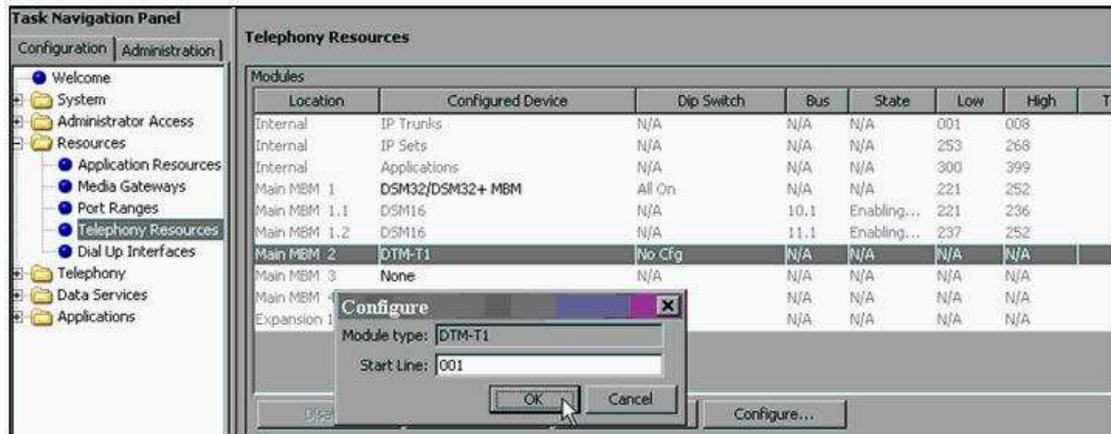 Task Navigation Panel
Configuration Administration
Welcome
System
Administrator Access
Resources
Application Resources
Media Gateways
Port Ranges
Telephony Resources
Dial Up Interfaces
Telephony
Data Services
Applications
Telephony Resources
Modules
Location Configured Device Dip Switch Bus State Low High T
Internal IP Trunks N/A N/A N/A 001 008
Internal IP Sets N/A N/A N/A 253 268
Internal Applications N/A N/A N/A 300 399
Main MBM 1 DSM32/DSM32+ MBM All On N/A N/A 221 252
Main MBM 1.1 DSM16 N/A 10.1 Enabling... 221 236
Main MBM 1.2 DSM16 N/A 11.1 Enabling... 237 252
Main MBM 2 DTM-T1 No Cfg N/A N/A N/A N/A
Main MBM 3 None N/A N/A N/A N/A N/A
Main MBM 4 N/A N/A N/A N/A
Expansion 1 N/A N/A N/A N/A
Configure
Module type: DTM-T1
Start Line: 001
OK Cancel
Configure...